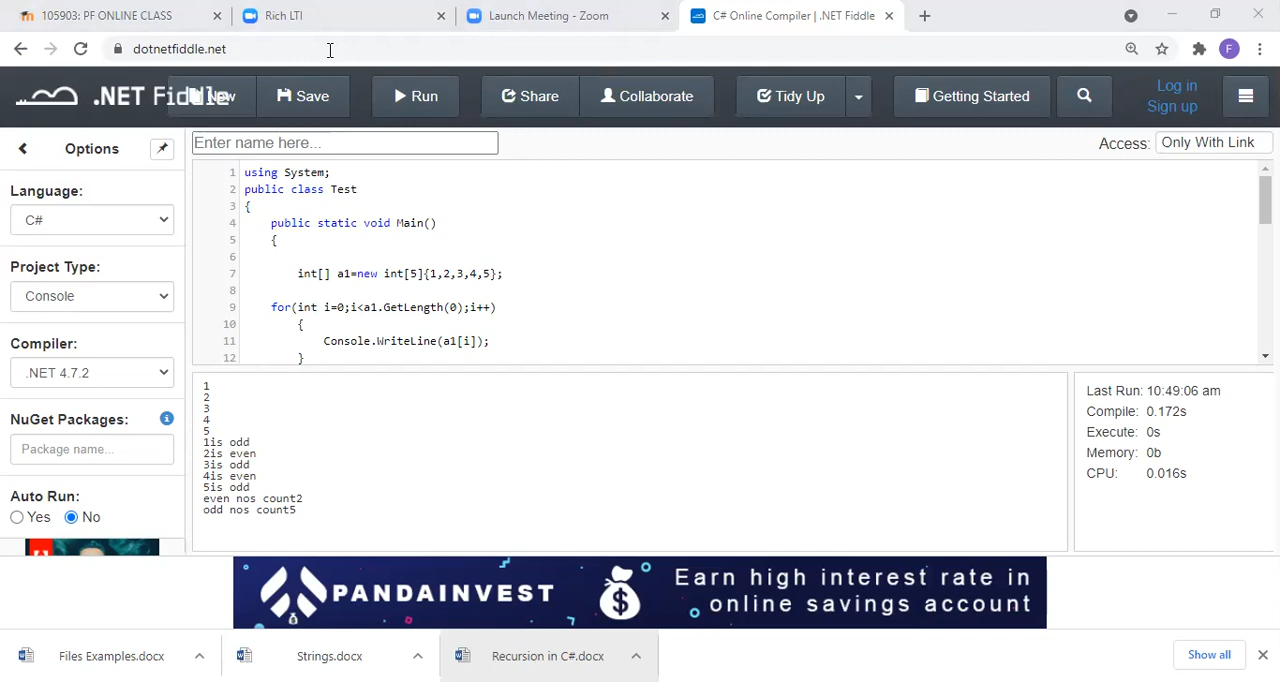 105903: PF ONLINE CLASS
Rich LTI
Launch Meeting - Zoom
C# Online Compiler | .NET Fiddle
dotnetfiddle.net
F
.NET Fiddle
New
Save
Run
Share
Collaborate
Tidy Up
Getting Started
Log in
Sign up
Options
Enter name here...
Access:
Only With Link
Language:
C#
Project Type:
Console
Compiler:
.NET 4.7.2
NuGet Packages:
Package name...
Auto Run:
Yes
No
1 using System;
2 public class Test
3 {
4 public static void Main()
5 {
6
7 int[] a1=new int[5]{1,2,3,4,5};
8
9 for(int i=0;i<a1.GetLength(0);i++)
10 {
11 Console.WriteLine(a1[i]);
12 }
1
2
3
4
5
1is odd
2is even
3is odd
4is even
5is odd
even nos count2
odd nos count5
Last Run: 10:49:06 am
Compile: 0.172s
Execute: 0s
Memory: 0b
CPU: 0.016s
PANDAINVEST
$
Earn high interest rate in
online savings account
Files Examples.docx
Strings.docx
Recursion in C#.docx
Show all